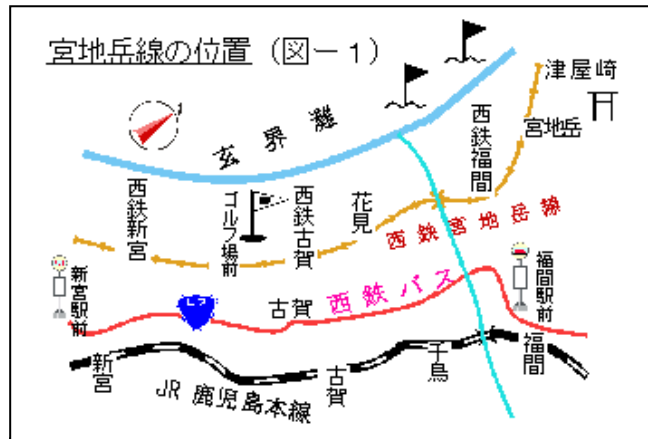 宮地岳線の位置（図－1）
津屋崎
宮地岳
西鉄福間
玄界灘
西鉄新宮
ゴルフ場前
西鉄古賀
花見
西鉄宮地岳線
新宮駅前
古賀
西鉄バス
福間駅前
新宮
JR 鹿児島本線
古賀
千鳥
福間